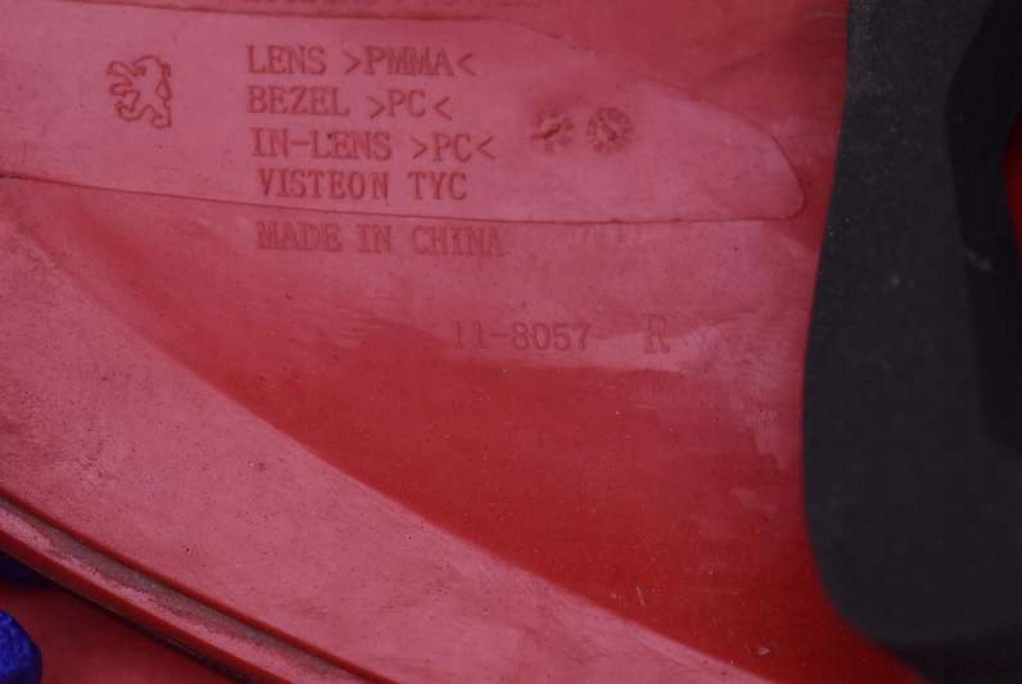 LENS >PMMA<
BEZEL >PC<
IN-LENS >PC<
VISTEON TYC
MADE IN CHINA
11-8057 R